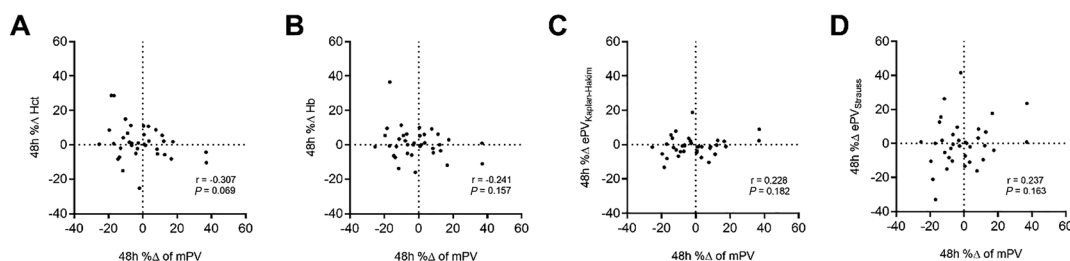 A
60
40
20
0
-20
-40
-40 -20 0 20 40 60
48h %Δ Hct
48h %Δ of mPV
r = -0.307
P = 0.069
B
60
40
20
0
-20
-40
-40 -20 0 20 40 60
48h %Δ Hb
48h %Δ of mPV
r = -0.241
P = 0.157
C
60
40
20
0
-20
-40
-40 -20 0 20 40 60
48h %Δ ePVKaplan-Hakim
48h %Δ of mPV
r = 0.228
P = 0.182
D
60
40
20
0
-20
-40
-40 -20 0 20 40 60
48h %Δ ePVStrauss
48h %Δ of mPV
r = 0.237
P = 0.163